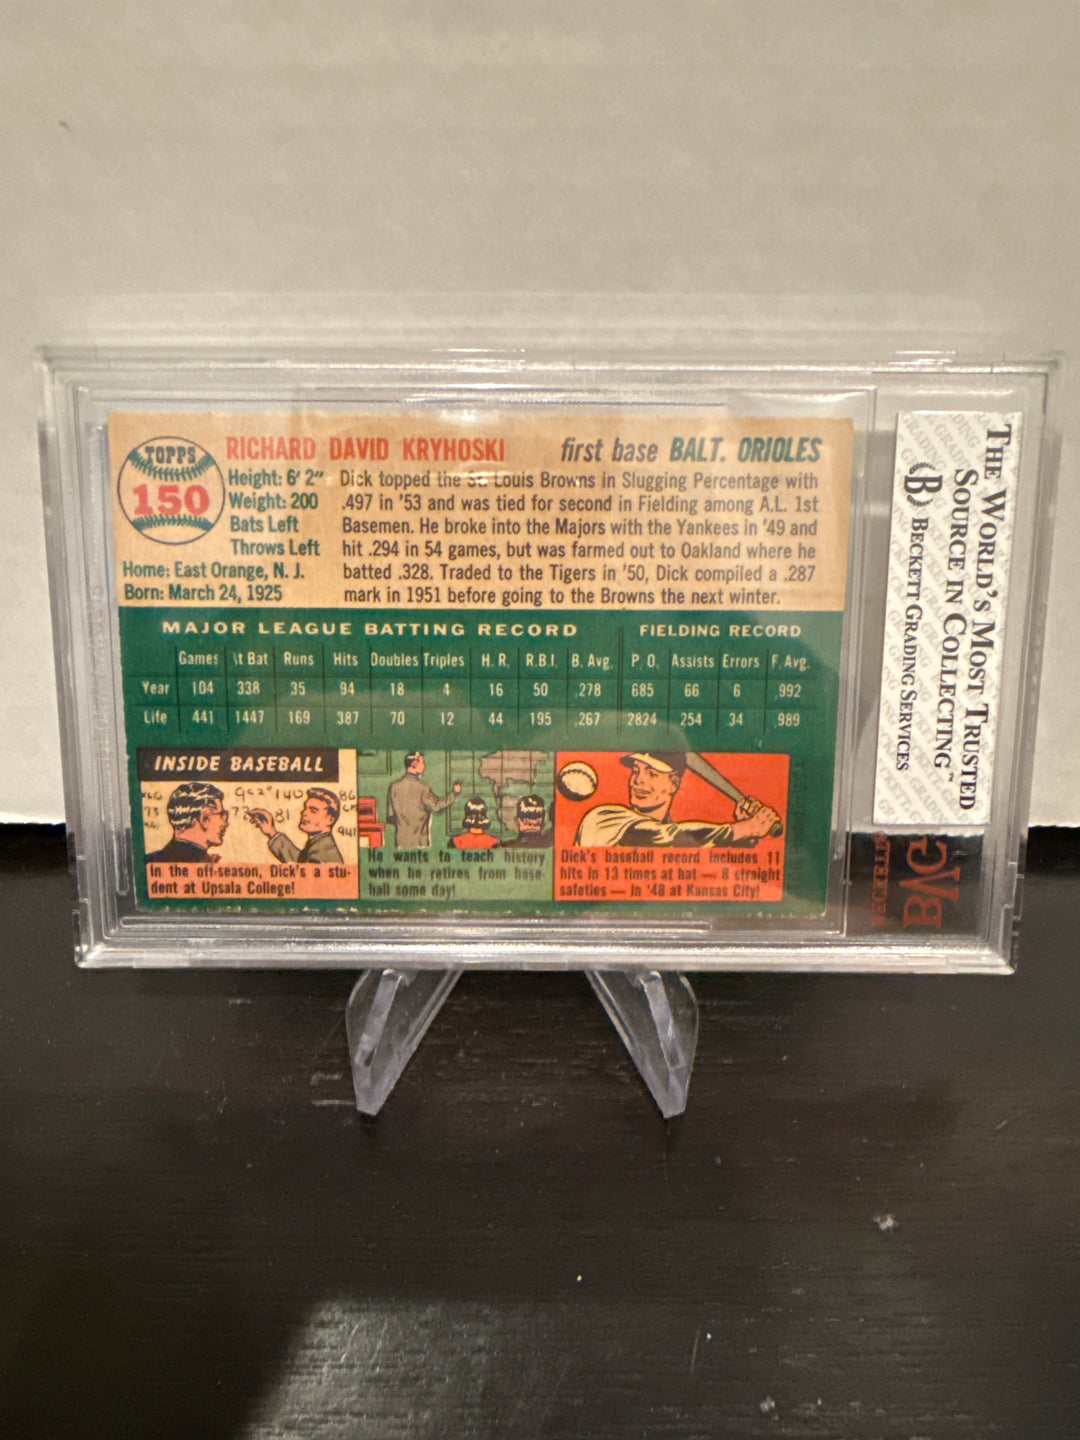 TOPPS
150
RICHARD DAVID KRYHOSKI
first base BALT. ORIOLES
Height: 6' 2"
Weight: 200
Bats Left
Throws Left
Home: East Orange, N. J.
Born: March 24, 1925
Dick topped the St. Louis Browns in Slugging Percentage with
.497 in '53 and was tied for second in Fielding among A.L. 1st
Basemen. He broke into the Majors with the Yankees in '49 and
hit .294 in 54 games, but was farmed out to Oakland where he
batted .328. Traded to the Tigers in '50, Dick compiled a .287
mark in 1951 before going to the Browns the next winter.
MAJOR LEAGUE BATTING RECORD FIELDING RECORD
Games At Bat Runs Hits Doubles Triples H. R. R.B.I. B. Avg. P. O. Assists Errors F. Avg.
Year 104 338 35 94 18 4 16 50 .278 685 66 6 .992
Life 441 1447 169 387 70 12 44 195 .267 2824 254 34 .989
INSIDE BASEBALL
In the off-season, Dick's a stu-
dent at Upsala College!
He wants to teach history
when he retires from base-
ball some day!
Dick's baseball record includes 11
hits in 13 times at bat — 8 straight
safeties — in '48 at Kansas City!
THE WORLD'S MOST TRUSTED
SOURCE IN COLLECTING™
B BECKETT GRADING SERVICES